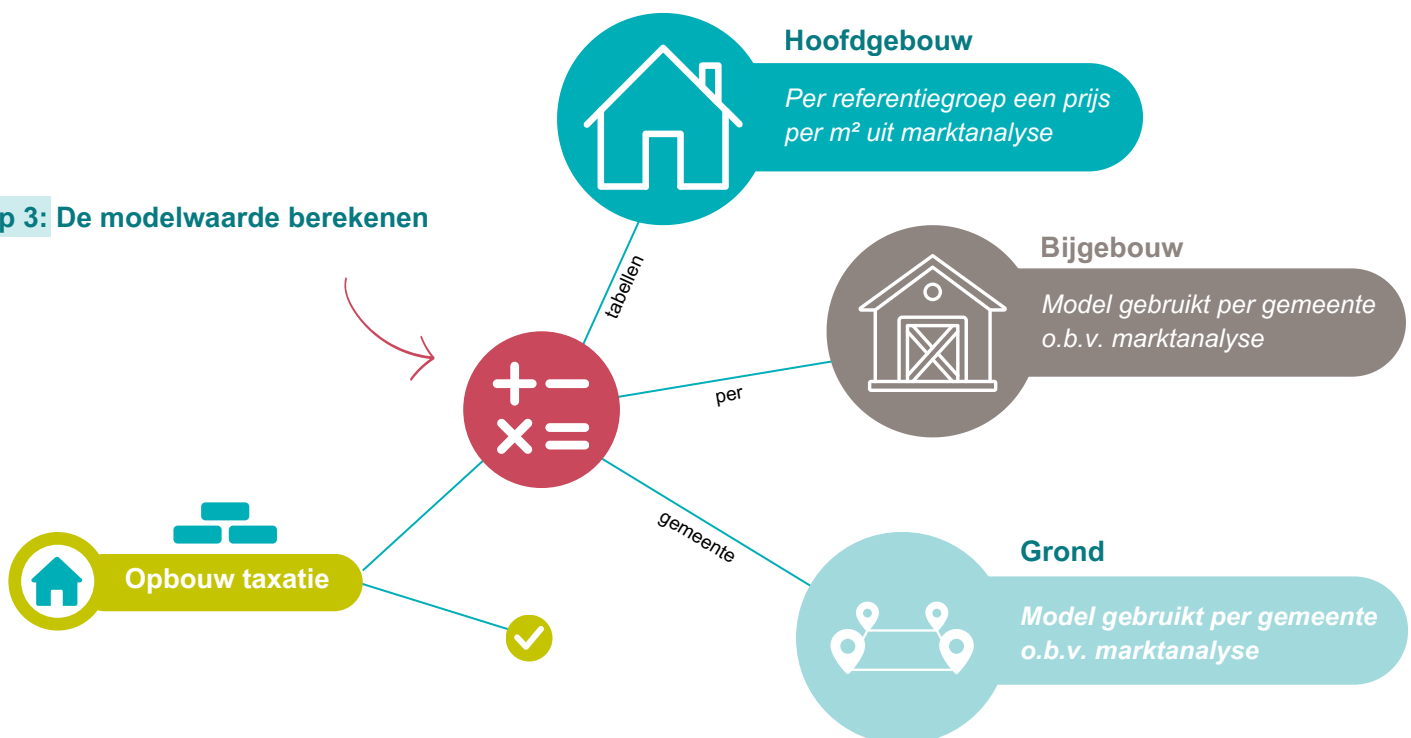 Hoofdgebouw
Per referentiegroep een prijs
per m² uit marktanalyse
p 3: De modelwaarde berekenen
tabellen
Bijgebouw
Model gebruikt per gemeente
o.b.v. marktanalyse
per
gemeente
Grond
Model gebruikt per gemeente
o.b.v. marktanalyse
Opbouw taxatie